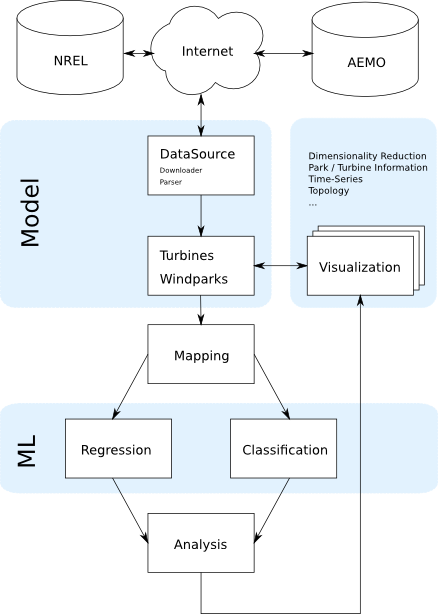 NREL
Internet
AEMO
Model
DataSource
Downloader
Parser
Turbines
Windparks
Dimensionality Reduction
Park / Turbine Information
Time-Series
Topology
...
Visualization
Mapping
ML
Regression
Classification
Analysis